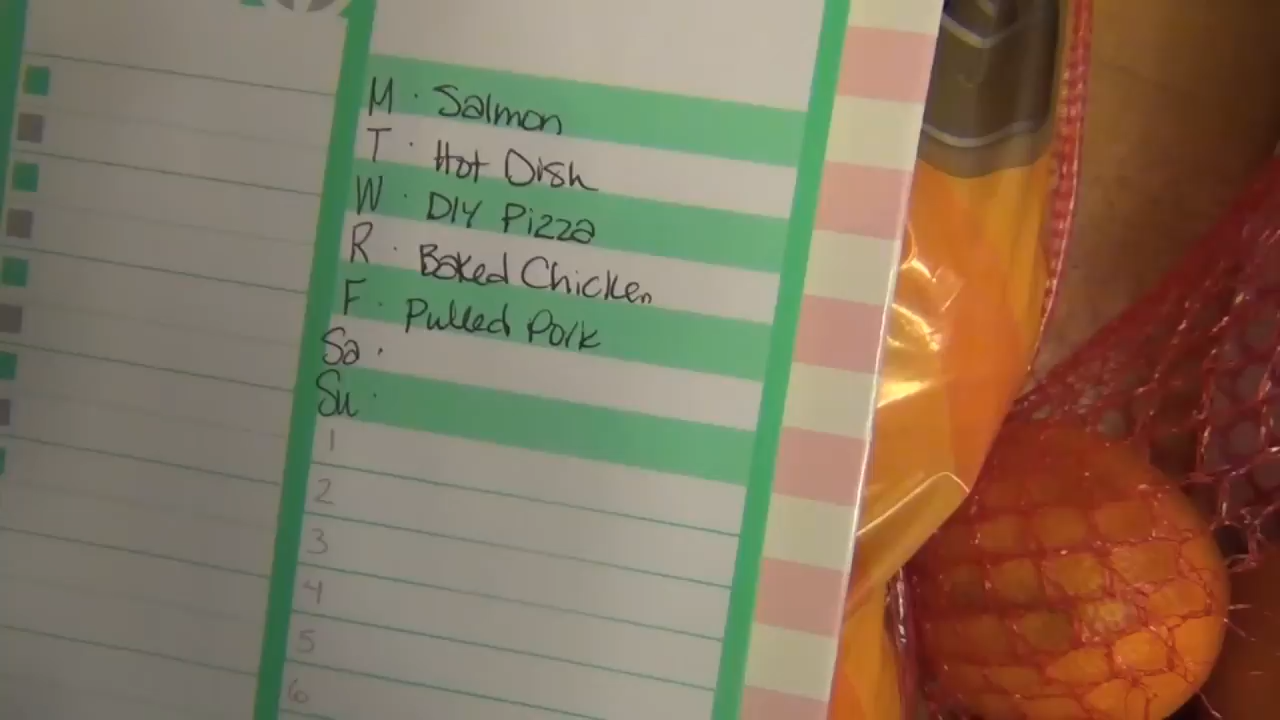 M · Salmon
T · Hot Dish
W · DIY Pizza
R · Baked Chicken
F · Pulled Pork
Sa ·
Su ·
1
2
3
4
5
6